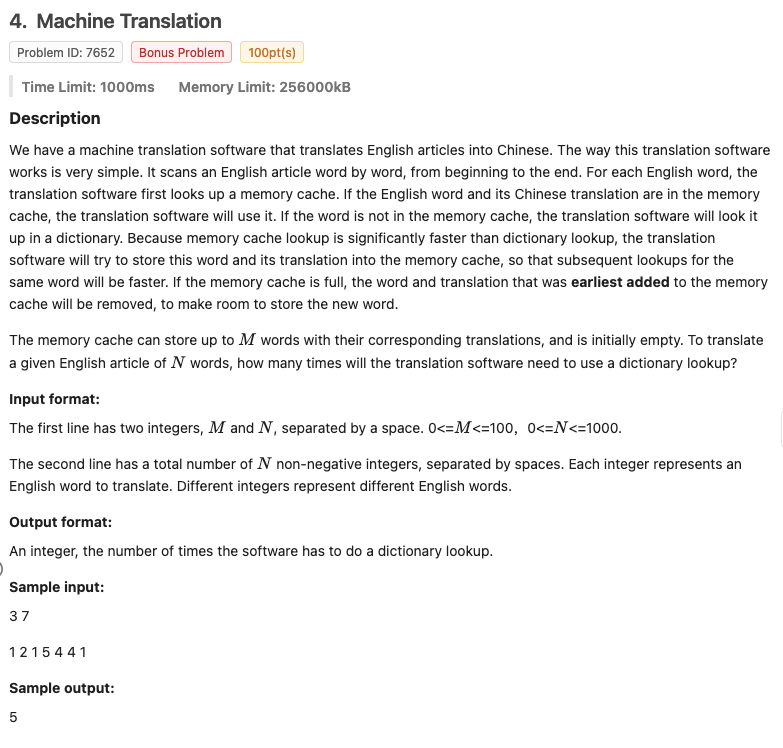 4. Machine Translation
Problem ID: 7652 Bonus Problem 100pt(s)
Time Limit: 1000ms Memory Limit: 256000kB
Description
We have a machine translation software that translates English articles into Chinese. The way this translation software
works is very simple. It scans an English article word by word, from beginning to the end. For each English word, the
translation software first looks up a memory cache. If the English word and its Chinese translation are in the memory
cache, the translation software will use it. If the word is not in the memory cache, the translation software will look it
up in a dictionary. Because memory cache lookup is significantly faster than dictionary lookup, the translation
software will try to store this word and its translation into the memory cache, so that subsequent lookups for the
same word will be faster. If the memory cache is full, the word and translation that was earliest added to the memory
cache will be removed, to make room to store the new word.
The memory cache can store up to M words with their corresponding translations, and is initially empty. To translate
a given English article of N words, how many times will the translation software need to use a dictionary lookup?
Input format:
The first line has two integers, M and N, separated by a space. 0<=M<=100, 0<=N<=1000.
The second line has a total number of N non-negative integers, separated by spaces. Each integer represents an
English word to translate. Different integers represent different English words.
Output format:
An integer, the number of times the software has to do a dictionary lookup.
Sample input:
3 7
1 2 1 5 4 4 1
Sample output:
5